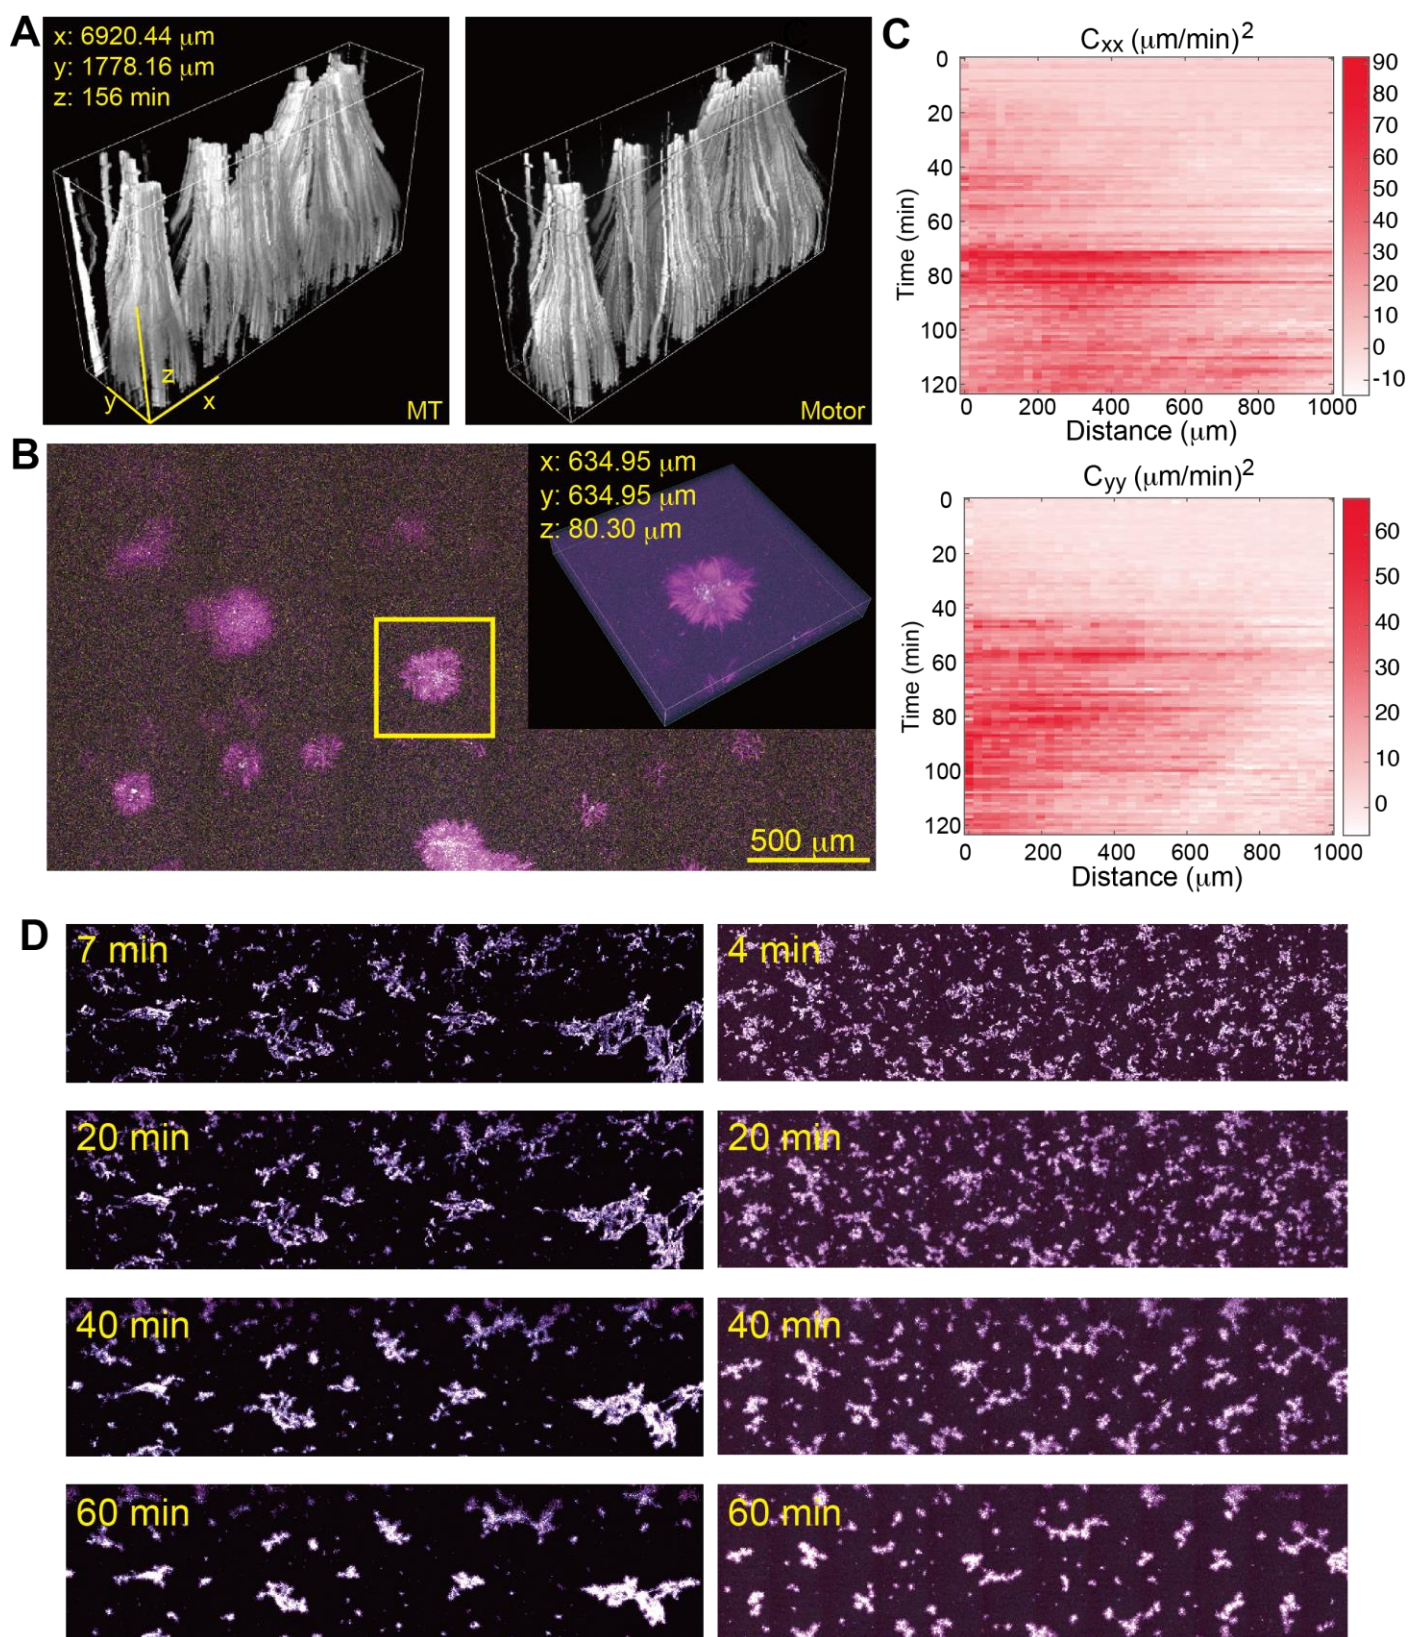 A
x: 6920.44 μm
y: 1778.16 μm
z: 156 min
z
y
x
MT
Motor
B
x: 634.95 μm
y: 634.95 μm
z: 80.30 μm
500 μm
C
Cxx (μm/min)2
0
20
40
60
80
100
120
Time (min)
0 200 400 600 800 1000
Distance (μm)
90
80
70
60
50
40
30
20
10
0
-10
Cyy (μm/min)2
0
20
40
60
80
100
120
Time (min)
0 200 400 600 800 1000
Distance (μm)
60
50
40
30
20
10
0
D
7 min
4 min
20 min
20 min
40 min
40 min
60 min
60 min